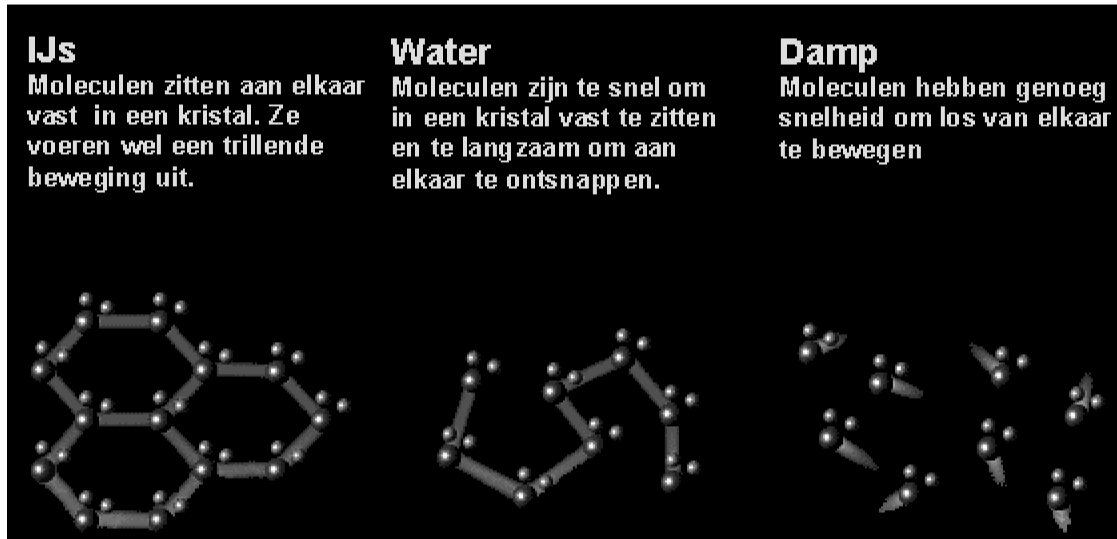 IJs
Moleculen zitten aan elkaar
vast in een kristal. Ze
voeren wel een trillende
beweging uit.
Water
Moleculen zijn te snel om
in een kristal vast te zitten
en te langzaam om aan
elkaar te ontsnappen.
Damp
Moleculen hebben genoeg
snelheid om los van elkaar
te bewegen